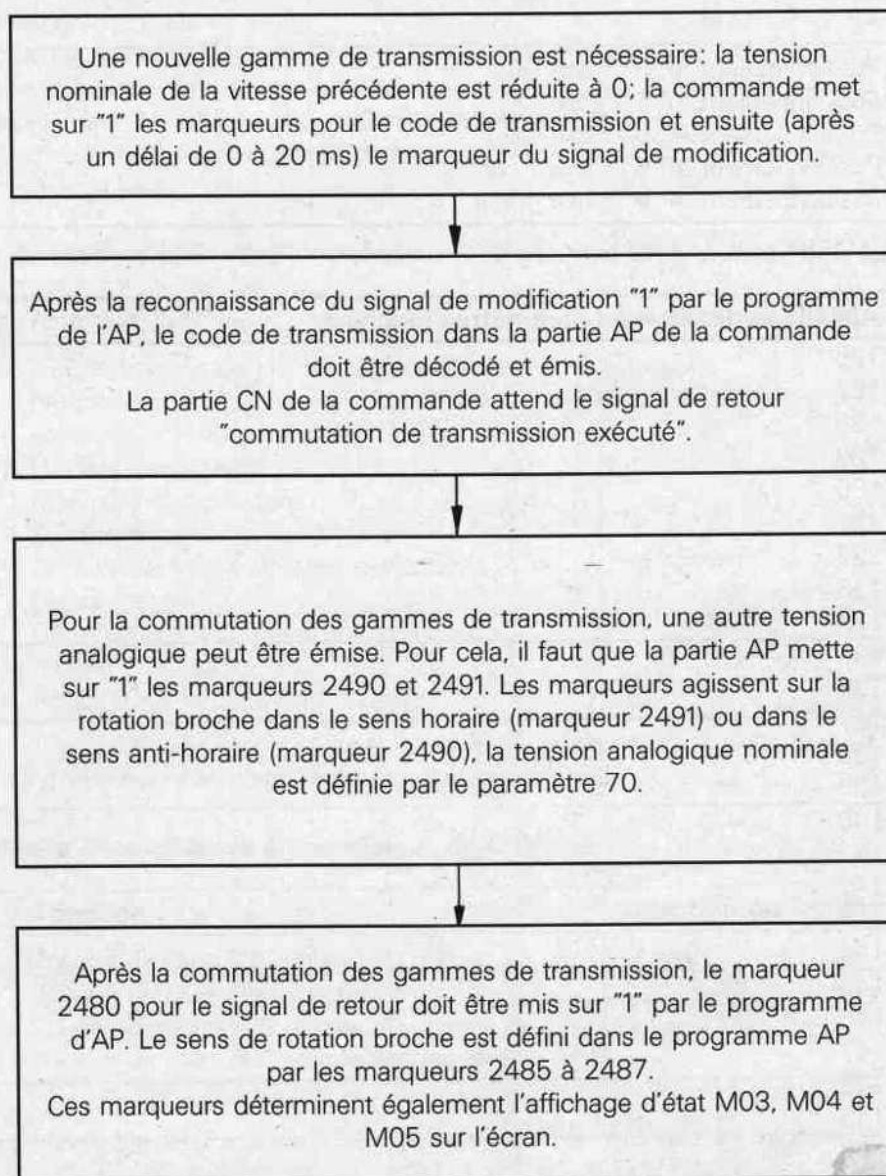 Une nouvelle gamme de transmission est nécessaire: la tension
nominale de la vitesse précédente est réduite à 0; la commande met
sur "1" les marqueurs pour le code de transmission et ensuite (après
un délai de 0 à 20 ms) le marqueur du signal de modification.
Après la reconnaissance du signal de modification "1" par le programme
de l'AP, le code de transmission dans la partie AP de la commande
doit être décodé et émis.
La partie CN de la commande attend le signal de retour
"commutation de transmission exécuté".
Pour la commutation des gammes de transmission, une autre tension
analogique peut être émise. Pour cela, il faut que la partie AP mette
sur "1" les marqueurs 2490 et 2491. Les marqueurs agissent sur la
rotation broche dans le sens horaire (marqueur 2491) ou dans le
sens anti-horaire (marqueur 2490), la tension analogique nominale
est définie par le paramètre 70.
Après la commutation des gammes de transmission, le marqueur
2480 pour le signal de retour doit être mis sur "1" par le programme
d'AP. Le sens de rotation broche est défini dans le programme AP
par les marqueurs 2485 à 2487.
Ces marqueurs déterminent également l'affichage d'état M03, M04 et
M05 sur l'écran.